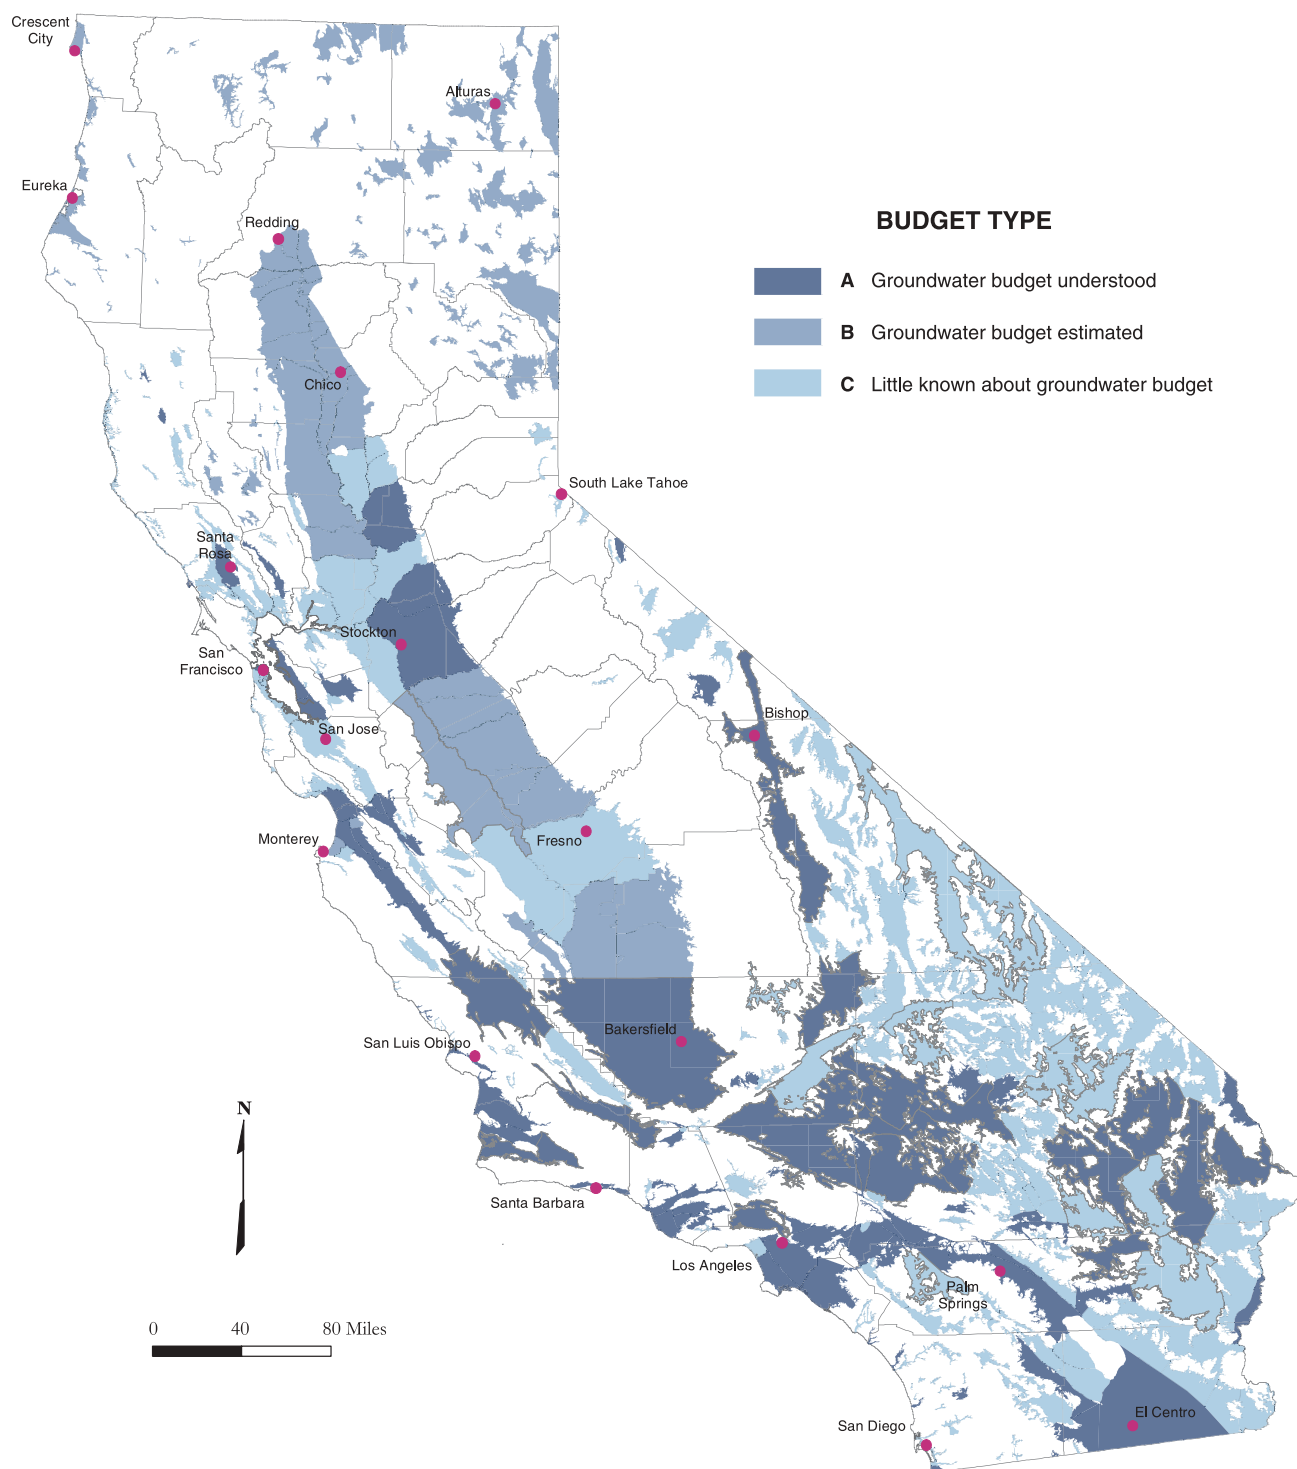 Crescent
City
Alturas
Eureka
Redding
BUDGET TYPE
A Groundwater budget understood
B Groundwater budget estimated
C Little known about groundwater budget
Chico
South Lake Tahoe
Santa
Rosa
Stockton
San
Francisco
San Jose
Bishop
Monterey
Fresno
Bakersfield
San Luis Obispo
N
Santa Barbara
Los Angeles
Palm
Springs
0 40 80 Miles
El Centro
San Diego